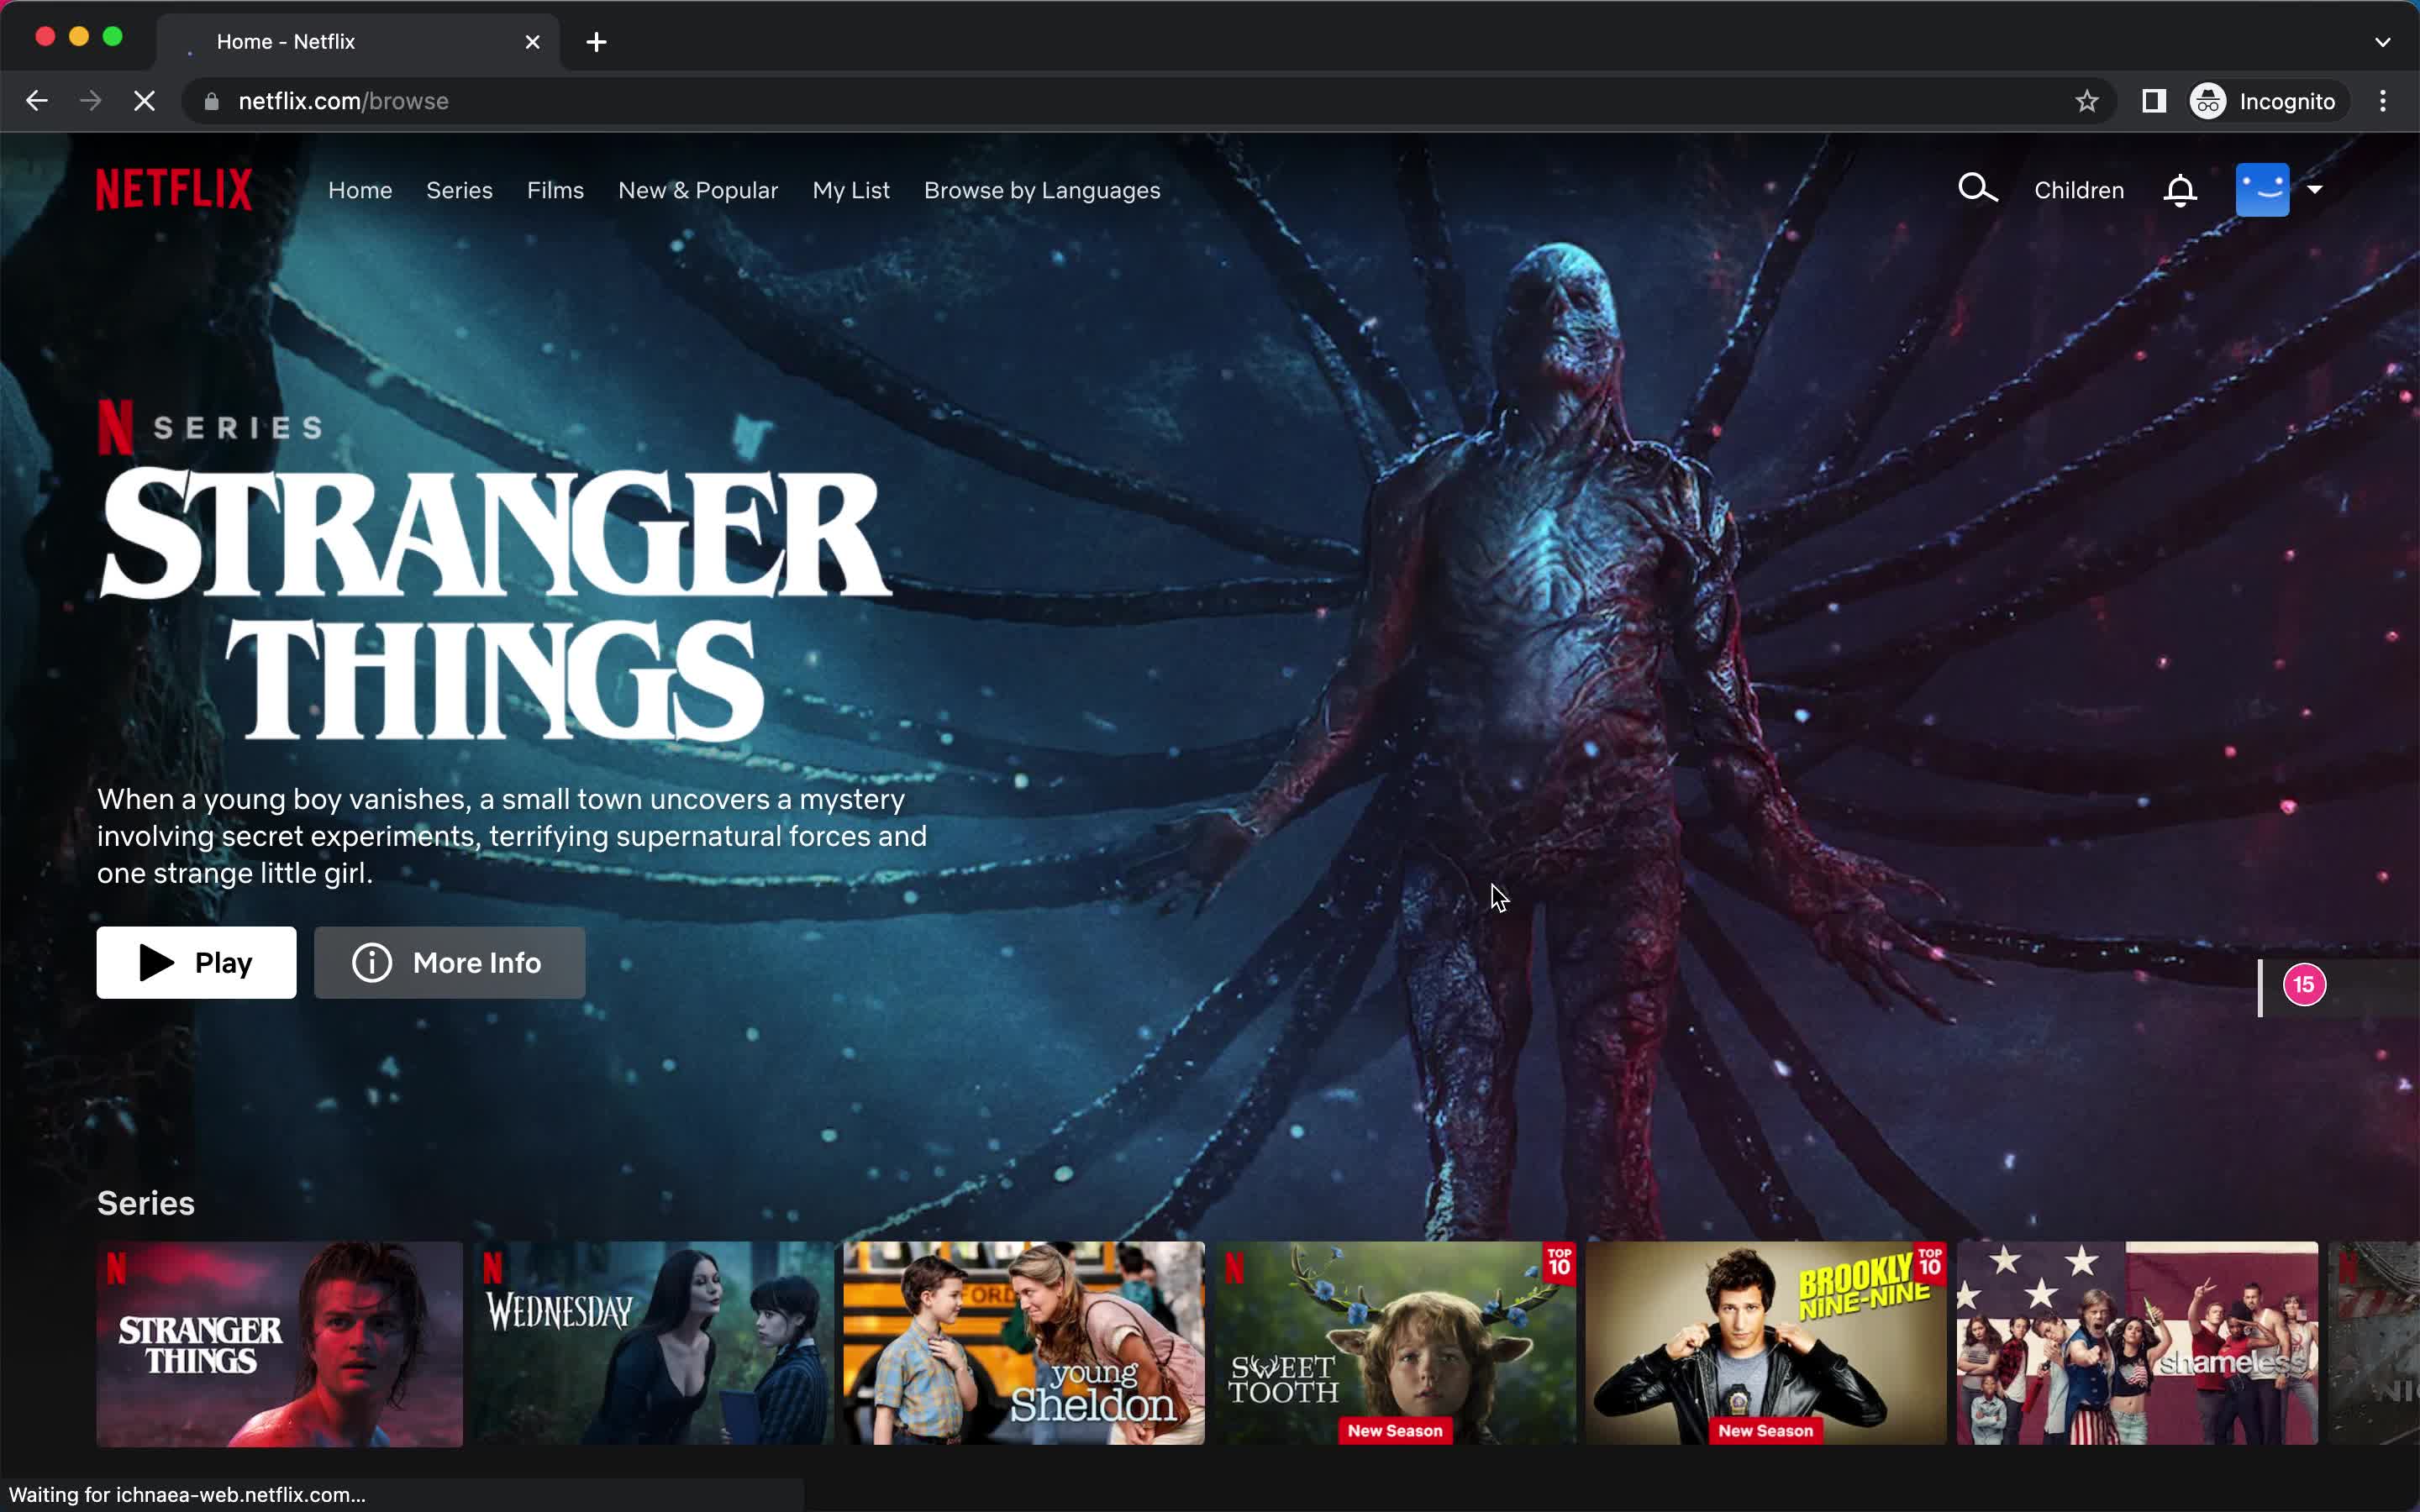 Home - Netflix
netflix.com/browse
Incognito
NETFLIX
Home
Series
Films
New & Popular
My List
Browse by Languages
Children
N SERIES
STRANGER
THINGS
When a young boy vanishes, a small town uncovers a mystery
involving secret experiments, terrifying supernatural forces and
one strange little girl.
Play
More Info
15
Series
N
STRANGER
THINGS
N
WEDNESDAY
FORD
young
Sheldon
N
TOP
10
SWEET
TOOTH
New Season
TOP
10
BROOKLY
NINE-NINE
New Season
shameless
N
Waiting for ichnaea-web.netflix.com...